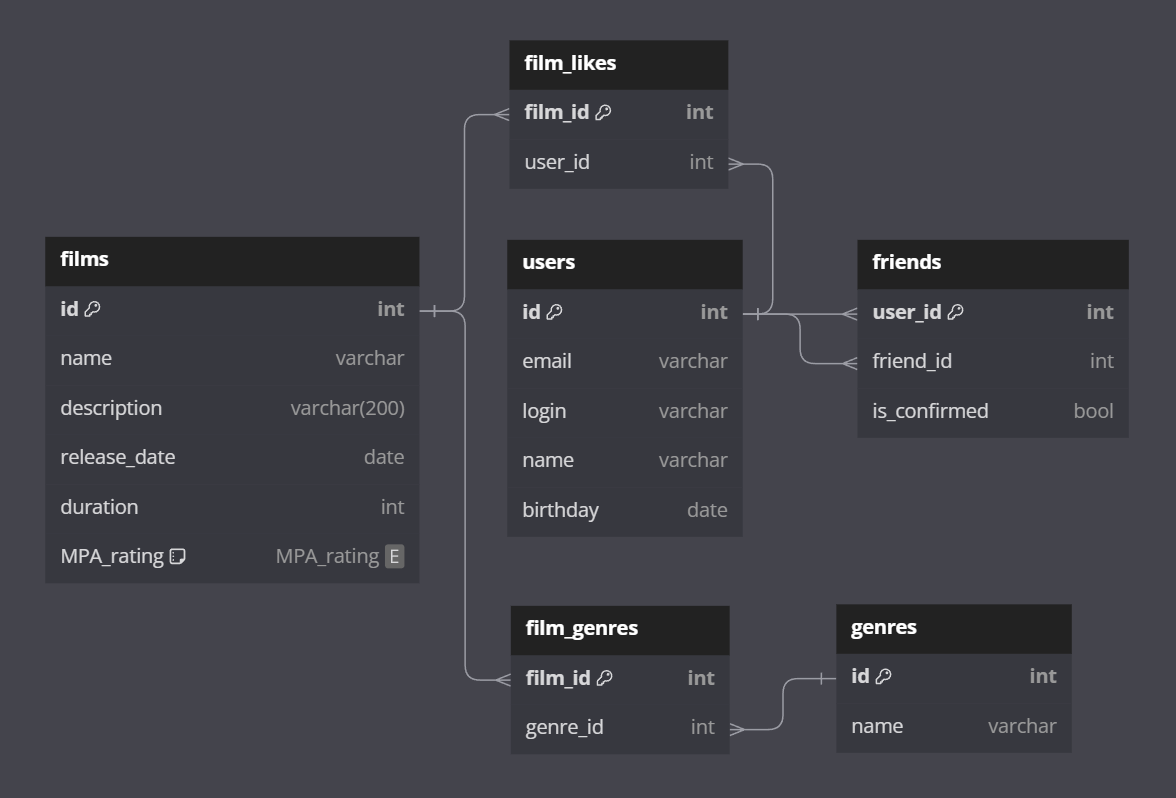 film_likes
film_id int
user_id int
films
id int
name varchar
description varchar(200)
release_date date
duration int
MPA_rating MPA_rating E
users
id int
email varchar
login varchar
name varchar
birthday date
friends
user_id int
friend_id int
is_confirmed bool
film_genres
film_id int
genre_id int
genres
id int
name varchar